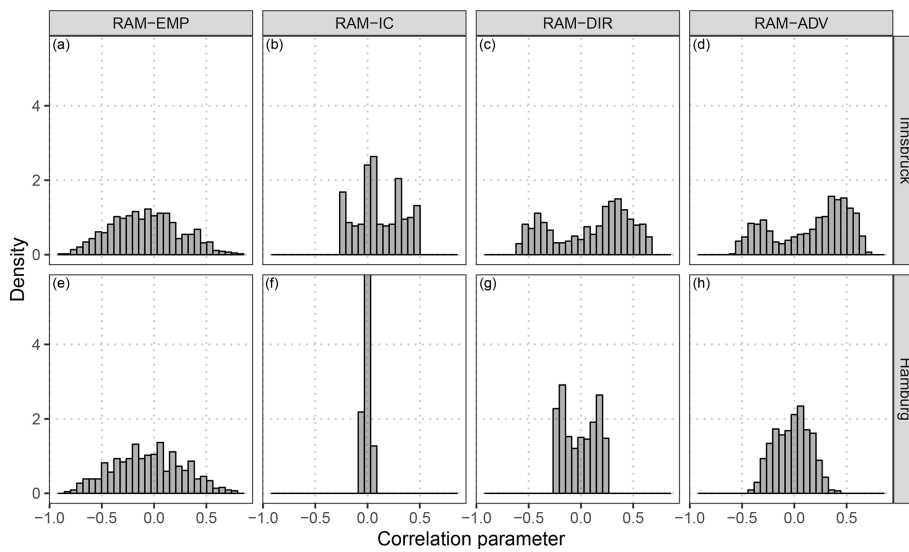 RAM−EMP RAM−IC RAM−DIR RAM−ADV
(a) (b) (c) (d)
4
2
0
Innsbruck
Density
(e) (f) (g) (h)
4
2
0
Hamburg
−1.0 −0.5 0.0 0.5 −1.0 −0.5 0.0 0.5 −1.0 −0.5 0.0 0.5 −1.0 −0.5 0.0 0.5
Correlation parameter